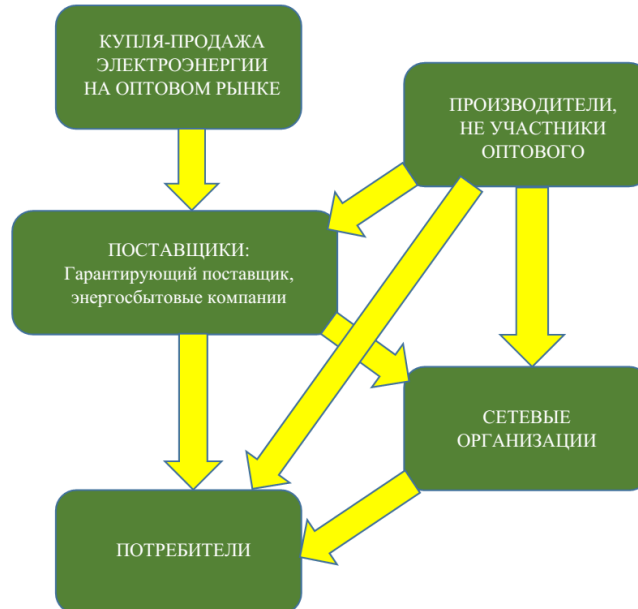 КУПЛЯ-ПРОДАЖА
ЭЛЕКТРОЭНЕРГИИ
НА ОПТОВОМ РЫНКЕ
ПРОИЗВОДИТЕЛИ,
НЕ УЧАСТНИКИ
ОПТОВОГО
ПОСТАВЩИКИ:
Гарантирующий поставщик,
энергосбытовые компании
СЕТЕВЫЕ
ОРГАНИЗАЦИИ
ПОТРЕБИТЕЛИ